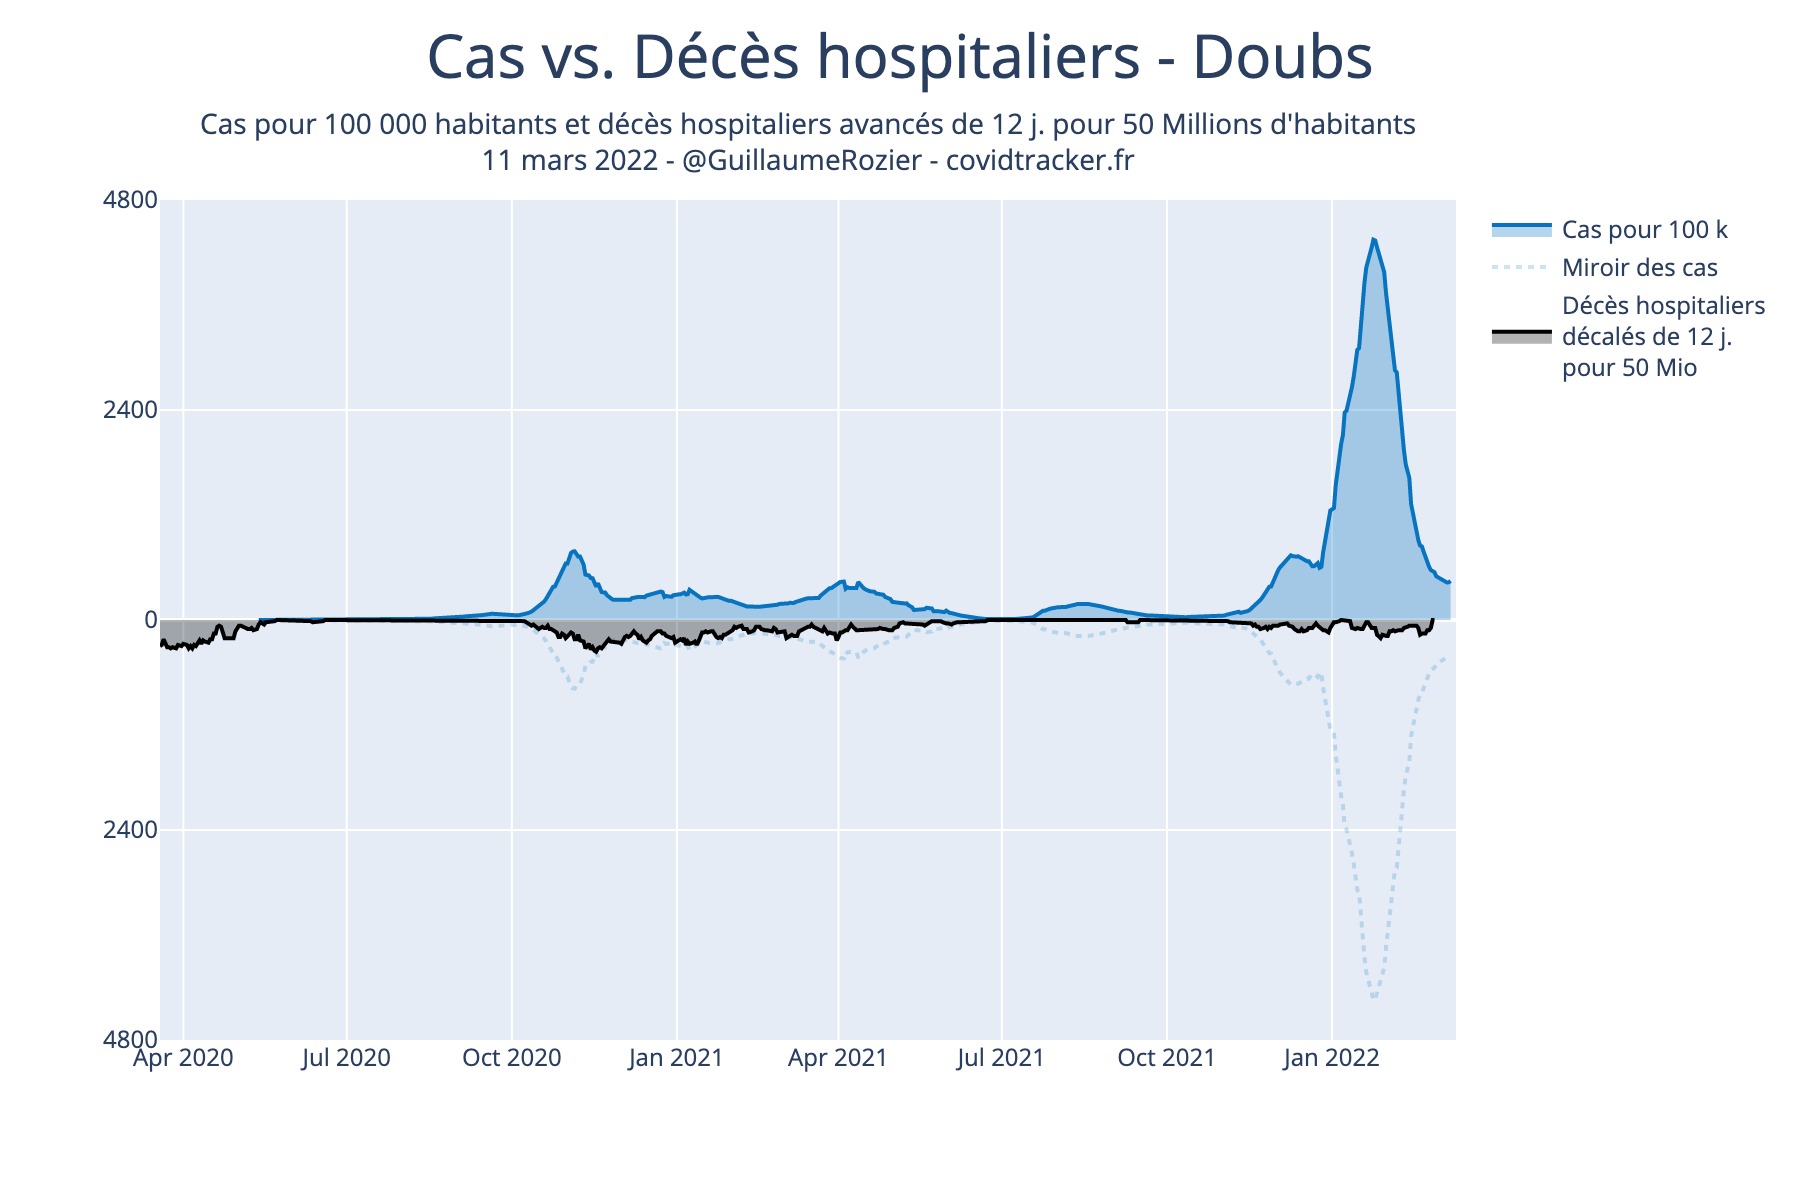 Cas vs. Décès hospitaliers - Doubs
Cas pour 100 000 habitants et décès hospitaliers avancés de 12 j. pour 50 Millions d'habitants
11 mars 2022 - @GuillaumeRozier - covidtracker.fr
4800
2400
0
2400
4800
Apr 2020
Jul 2020
Oct 2020
Jan 2021
Apr 2021
Jul 2021
Oct 2021
Jan 2022
Cas pour 100 k
Miroir des cas
Décès hospitaliers
décalés de 12 j.
pour 50 Mio